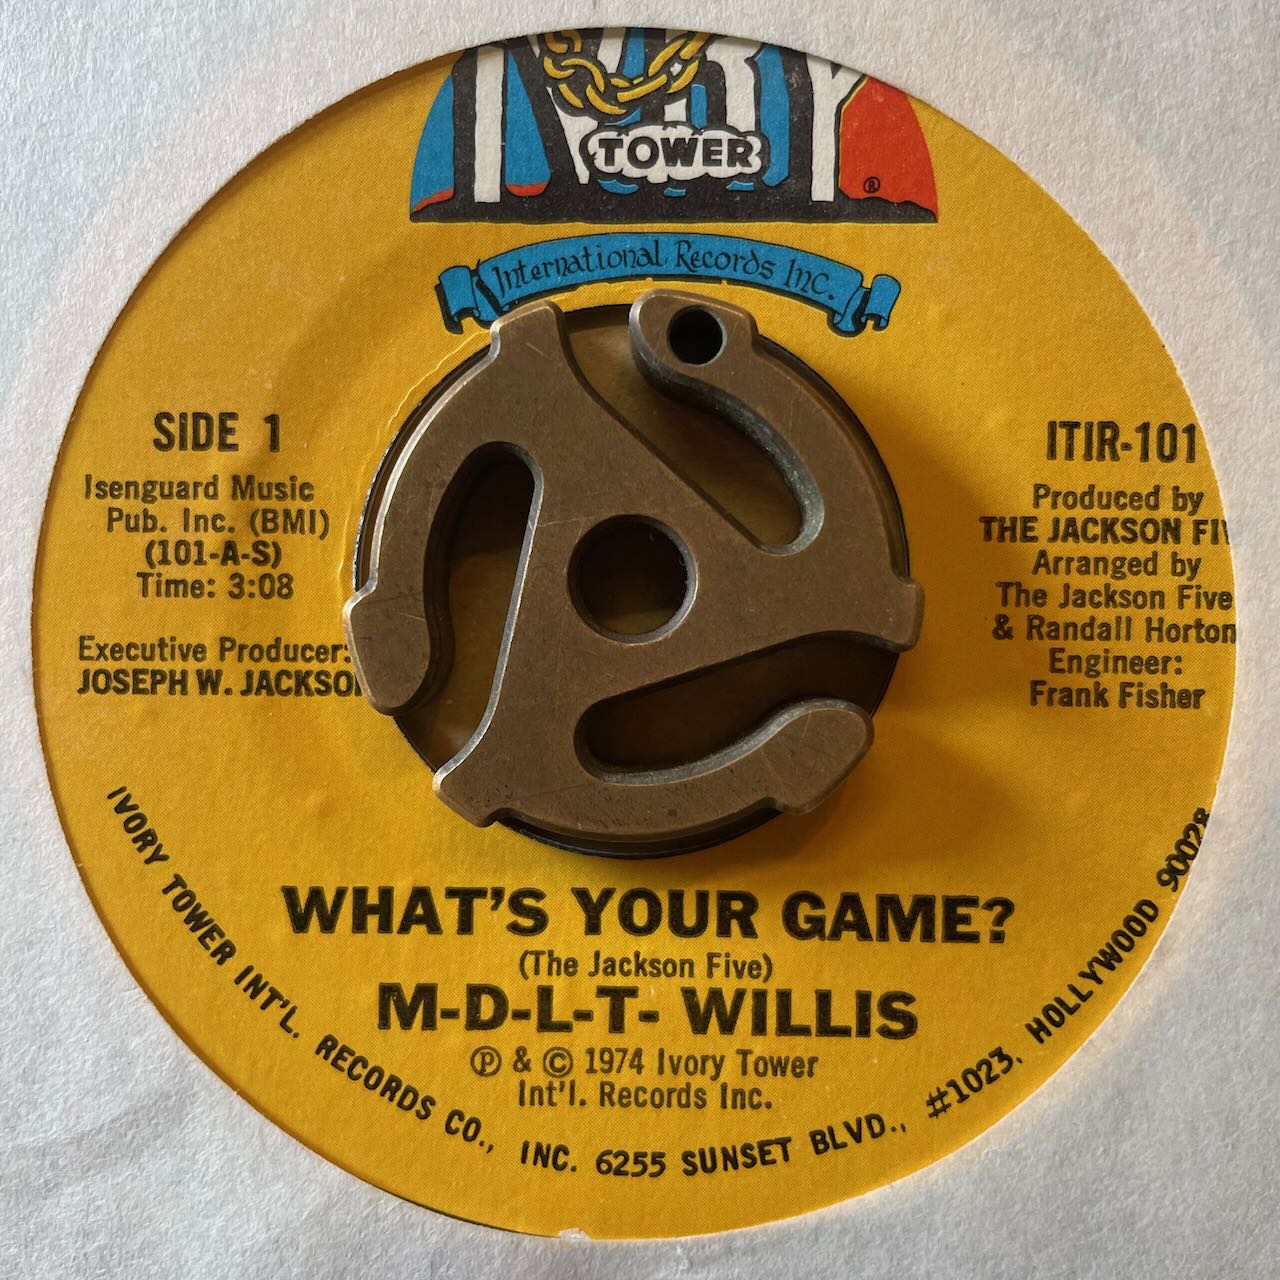 IVORY
TOWER
®
International Records Inc.
SIDE 1
Isenguard Music
Pub. Inc. (BMI)
(101-A-S)
Time: 3:08
Executive Producer:
JOSEPH W. JACKSO
ITIR-101
Produced by
THE JACKSON FI
Arranged by
The Jackson Five
& Randall Horton
Engineer:
Frank Fisher
WHAT'S YOUR GAME?
(The Jackson Five)
M-D-L-T- WILLIS
℗ & © 1974 Ivory Tower
Int'l. Records Inc.
IVORY TOWER INT'L. RECORDS CO., INC. 6255 SUNSET BLVD., #1023, HOLLYWOOD 90028